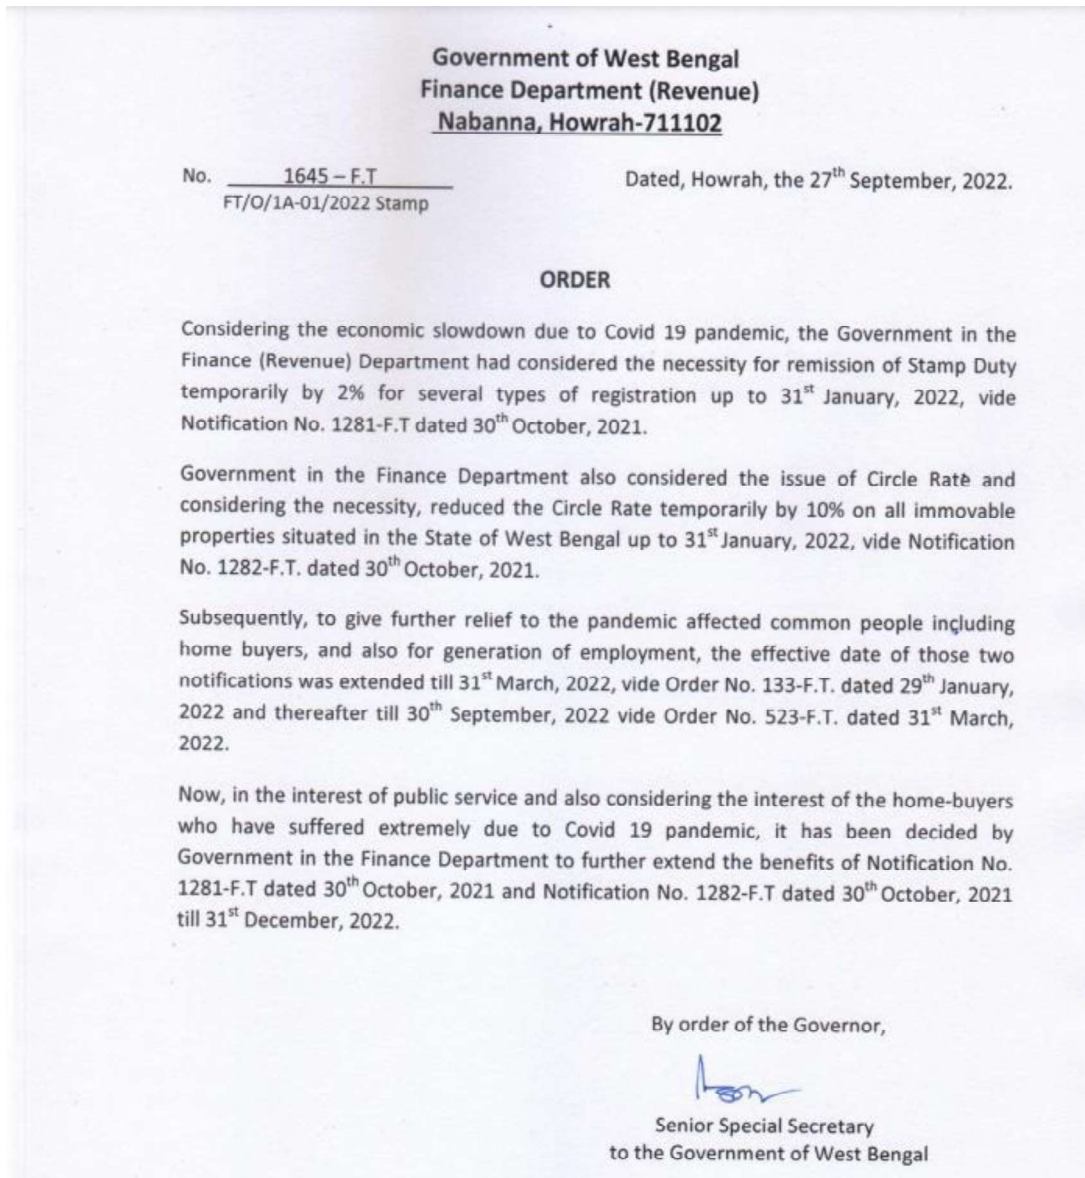 Government of West Bengal
Finance Department (Revenue)
Nabanna, Howrah-711102
No. 1645 – F.T
FT/O/1A-01/2022 Stamp
Dated, Howrah, the 27th September, 2022.
ORDER
Considering the economic slowdown due to Covid 19 pandemic, the Government in the
Finance (Revenue) Department had considered the necessity for remission of Stamp Duty
temporarily by 2% for several types of registration up to 31st January, 2022, vide
Notification No. 1281-F.T dated 30th October, 2021.
Government in the Finance Department also considered the issue of Circle Rate and
considering the necessity, reduced the Circle Rate temporarily by 10% on all immovable
properties situated in the State of West Bengal up to 31st January, 2022, vide Notification
No. 1282-F.T. dated 30th October, 2021.
Subsequently, to give further relief to the pandemic affected common people including
home buyers, and also for generation of employment, the effective date of those two
notifications was extended till 31st March, 2022, vide Order No. 133-F.T. dated 29th January,
2022 and thereafter till 30th September, 2022 vide Order No. 523-F.T. dated 31st March,
2022.
Now, in the interest of public service and also considering the interest of the home-buyers
who have suffered extremely due to Covid 19 pandemic, it has been decided by
Government in the Finance Department to further extend the benefits of Notification No.
1281-F.T dated 30th October, 2021 and Notification No. 1282-F.T dated 30th October, 2021
till 31st December, 2022.
By order of the Governor,
Senior Special Secretary
to the Government of West Bengal